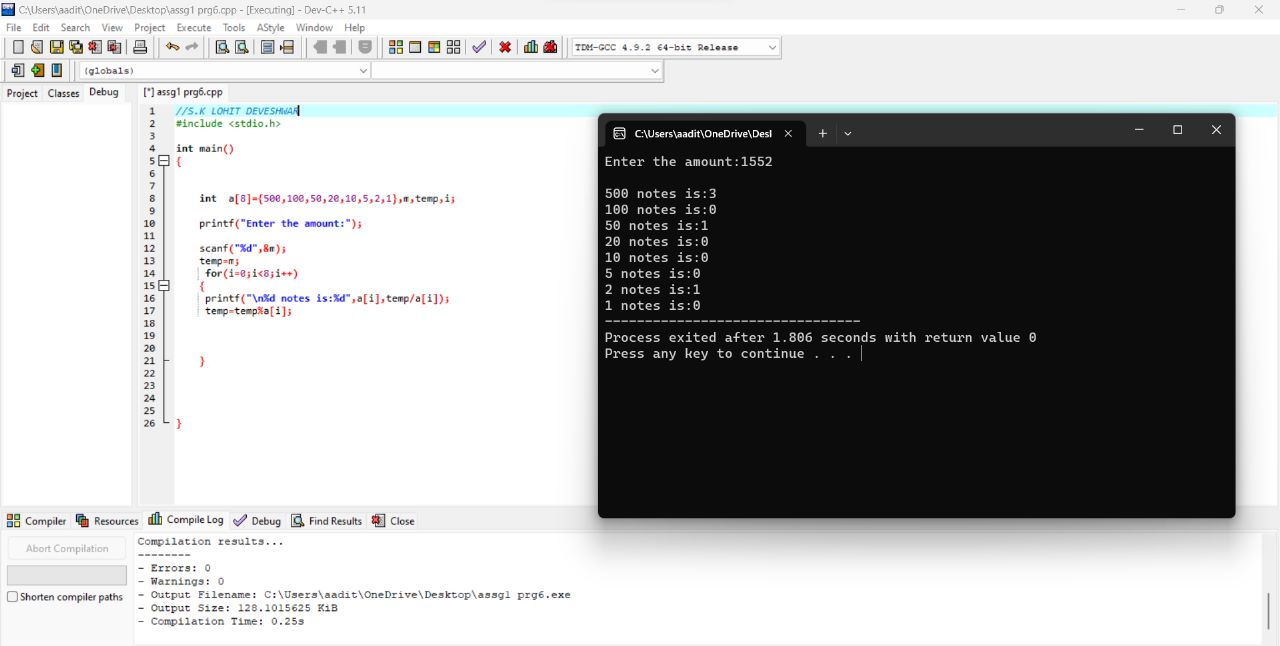 C:\Users\aadit\OneDrive\Desktop\assg1 prg6.cpp - [Executing] - Dev-C++ 5.11
File Edit Search View Project Execute Tools AStyle Window Help
TDM-GCC 4.9.2 64-bit Release
(globals)
Project Classes Debug
[*] assg1 prg6.cpp
1 //S.K LOHIT DEVESHWAR
2 #include <stdio.h>
3
4 int main()
5 {
6
7
8 int a[8]={500,100,50,20,10,5,2,1},m,temp,i;
9
10 printf("Enter the amount:");
11
12 scanf("%d",&m);
13 temp=m;
14 for(i=0;i<8;i++)
15 {
16 printf("\n%d notes is:%d",a[i],temp/a[i]);
17 temp=temp%a[i];
18
19
20
21 }
22
23
24
25
26 }
C:\Users\aadit\OneDrive\Desl
Enter the amount:1552
500 notes is:3
100 notes is:0
50 notes is:1
20 notes is:0
10 notes is:0
5 notes is:0
2 notes is:1
1 notes is:0
--------------------------------
Process exited after 1.806 seconds with return value 0
Press any key to continue . . .
Compiler Resources Compile Log Debug Find Results Close
Abort Compilation
Shorten compiler paths
Compilation results...
--------
- Errors: 0
- Warnings: 0
- Output Filename: C:\Users\aadit\OneDrive\Desktop\assg1 prg6.exe
- Output Size: 128.1015625 KiB
- Compilation Time: 0.25s